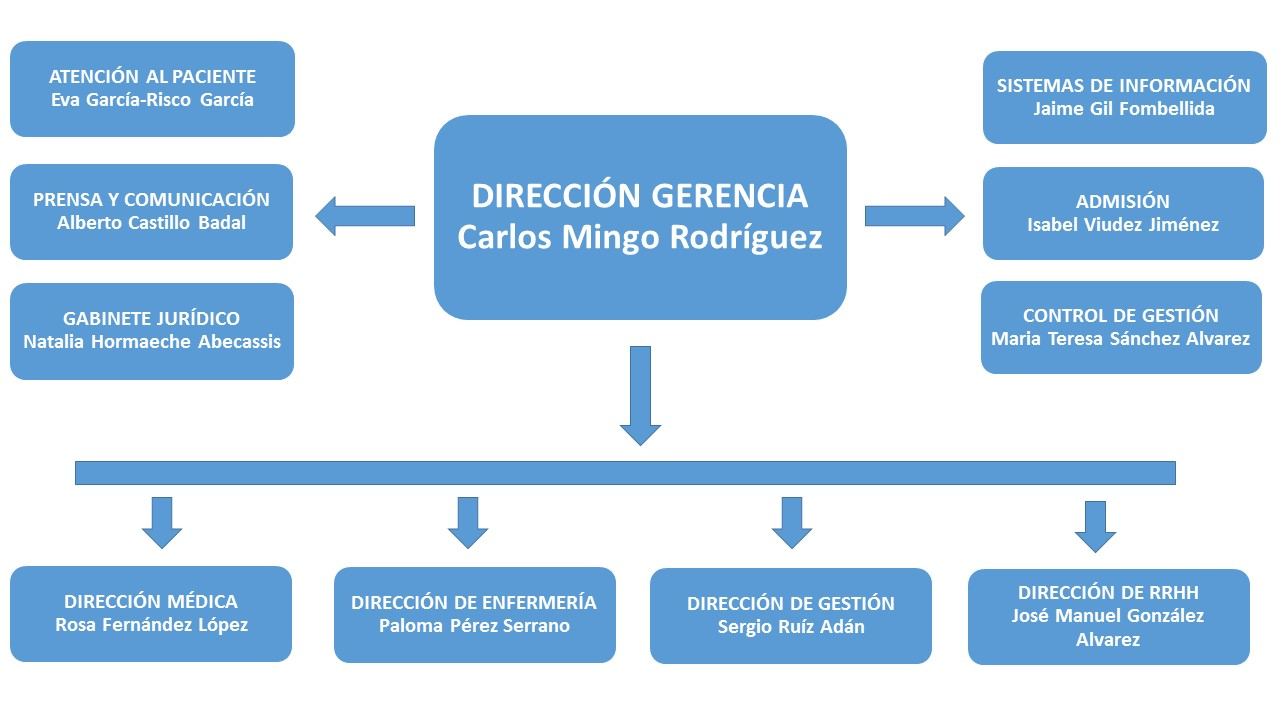 ATENCIÓN AL PACIENTE
Eva García-Risco García
PRENSA Y COMUNICACIÓN
Alberto Castillo Badal
GABINETE JURÍDICO
Natalia Hormaeche Abecassis
DIRECCIÓN GERENCIA
Carlos Mingo Rodríguez
SISTEMAS DE INFORMACIÓN
Jaime Gil Fombellida
ADMISIÓN
Isabel Viudez Jiménez
CONTROL DE GESTIÓN
Maria Teresa Sánchez Alvarez
DIRECCIÓN MÉDICA
Rosa Fernández López
DIRECCIÓN DE ENFERMERÍA
Paloma Pérez Serrano
DIRECCIÓN DE GESTIÓN
Sergio Ruíz Adán
DIRECCIÓN DE RRHH
José Manuel González
Alvarez